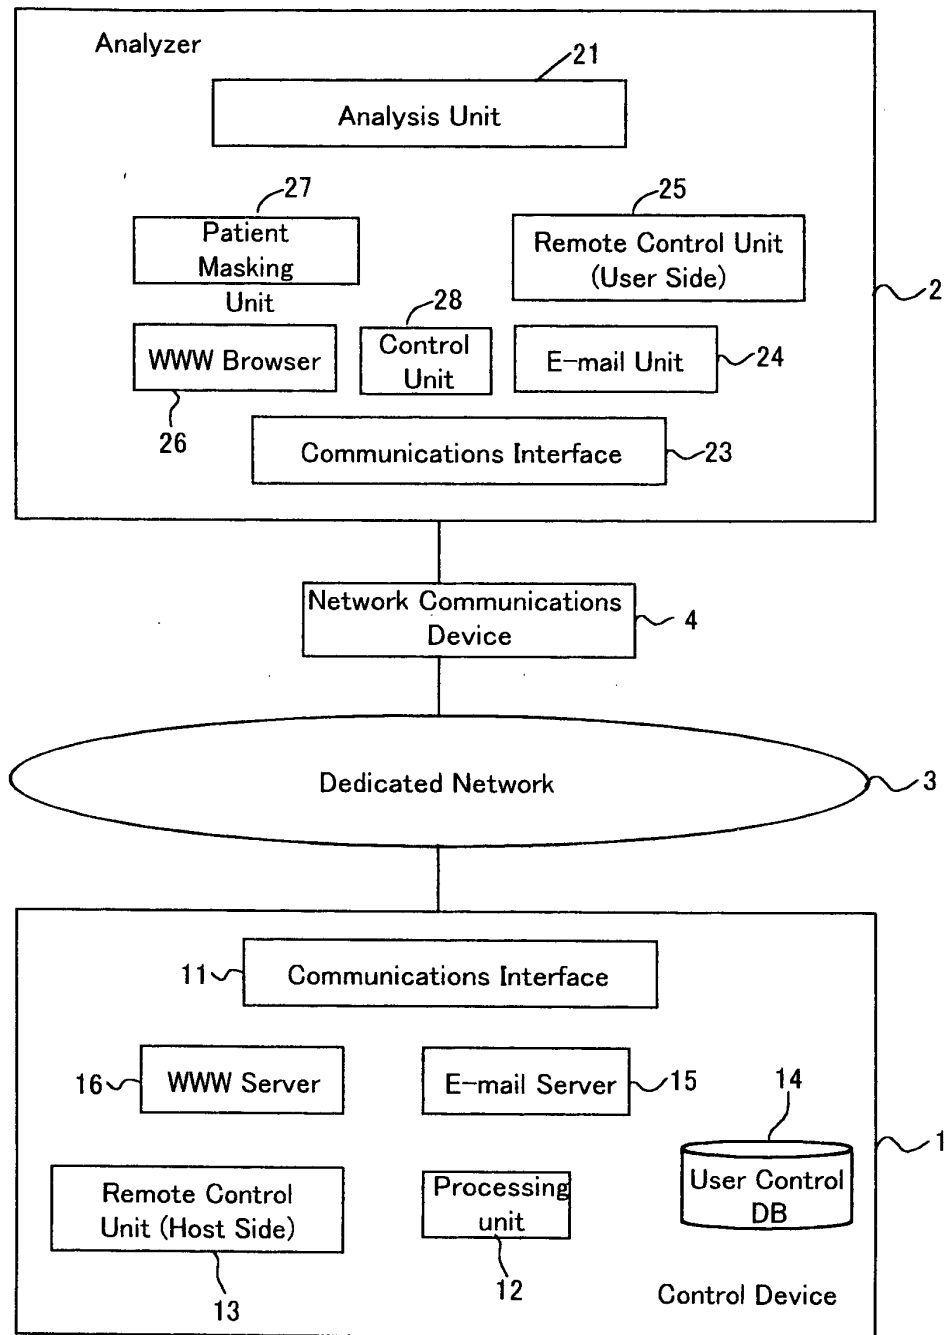 Analyzer
21
Analysis Unit
27
25
Patient
Masking
Unit
Remote Control Unit
(User Side)
2
28
WWW Browser
Control
Unit
E-mail Unit
24
26
Communications Interface
23
Network Communications
Device
4
Dedicated Network
3
11
Communications Interface
16
WWW Server
E-mail Server
15
14
1
Remote Control
Unit (Host Side)
Processing
unit
User Control
DB
13
12
Control Device